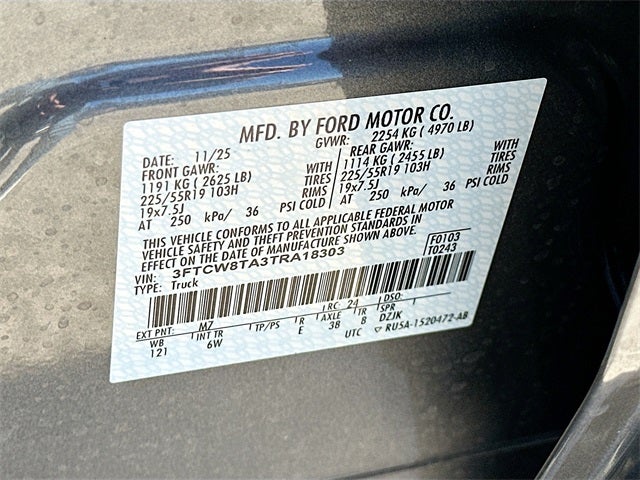 MFD. BY FORD MOTOR CO.
DATE: 11/25 GVWR: 2254 KG ( 4970 LB)
FRONT GAWR: REAR GAWR:
1191 KG ( 2625 LB) WITH 1114 KG ( 2455 LB) WITH
225/55R19 103H TIRES 225/55R19 103H TIRES
19x7.5J RIMS 19x7.5J RIMS
AT 250 kPa/ 36 PSI COLD AT 250 kPa/ 36 PSI COLD
THIS VEHICLE CONFORMS TO ALL APPLICABLE FEDERAL MOTOR
VEHICLE SAFETY AND THEFT PREVENTION STANDARDS IN
EFFECT ON THE DATE OF MANUFACTURE SHOWN ABOVE.
VIN: 3FTCW8TA3TRA18303 F0103
TYPE: Truck T0243
EXT PNT: M7 RC: 24 DSO:
WB INT TR TP/PS R AXLE TR SPR
121 6W E 38 8 DZJK
UTC RU5A-1520472-AB